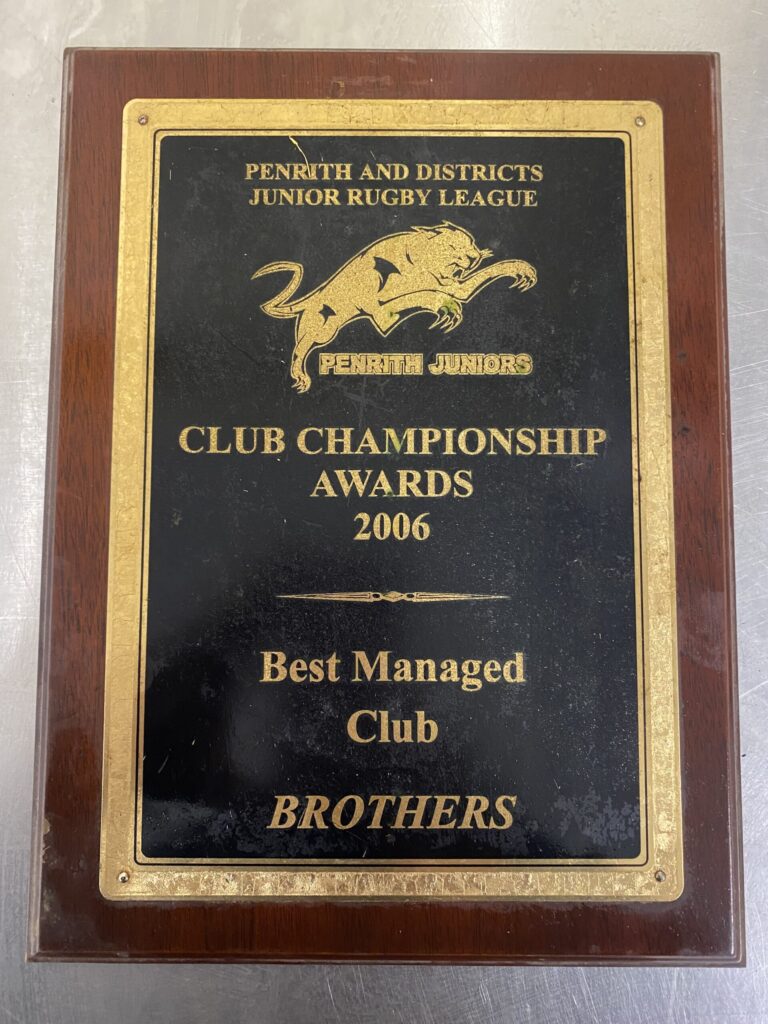 PENRITH AND DISTRICTS
JUNIOR RUGBY LEAGUE
PENRITH JUNIORS
CLUB CHAMPIONSHIP
AWARDS
2006
Best Managed
Club
BROTHERS